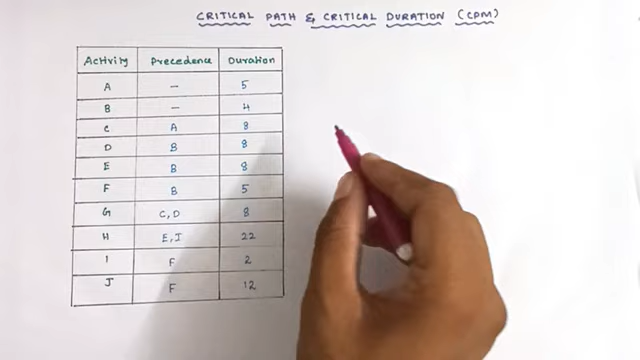 CRITICAL PATH & CRITICAL DURATION (CPM)
Activity Precedence Duration
A - 5
B - 4
C A 8
D B 8
E B 8
F B 5
G C, D 8
H E, I 22
I F 2
J F 12